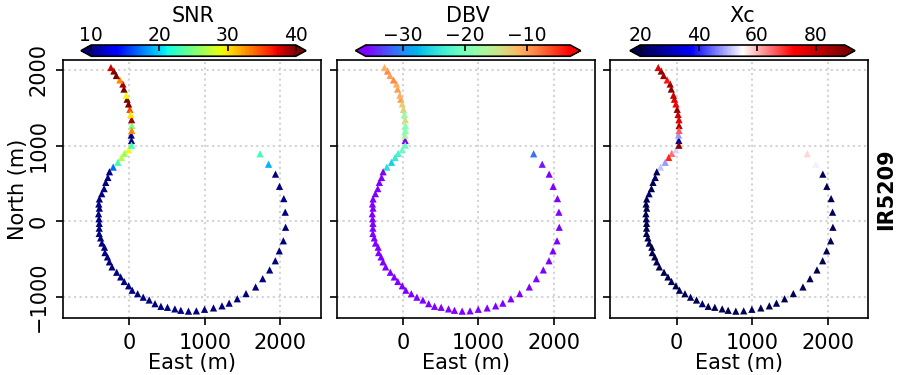 SNR
10 20 30 40
DBV
−30 −20 −10
Xc
20 40 60 80
North (m)
2000
1000
0
−1000
0 1000 2000
East (m)
0 1000 2000
East (m)
0 1000 2000
East (m)
IR5209